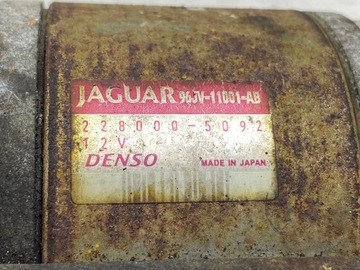 JAGUAR 96JV-11001-AB
228000-5092
12V
DENSO MADE IN JAPAN